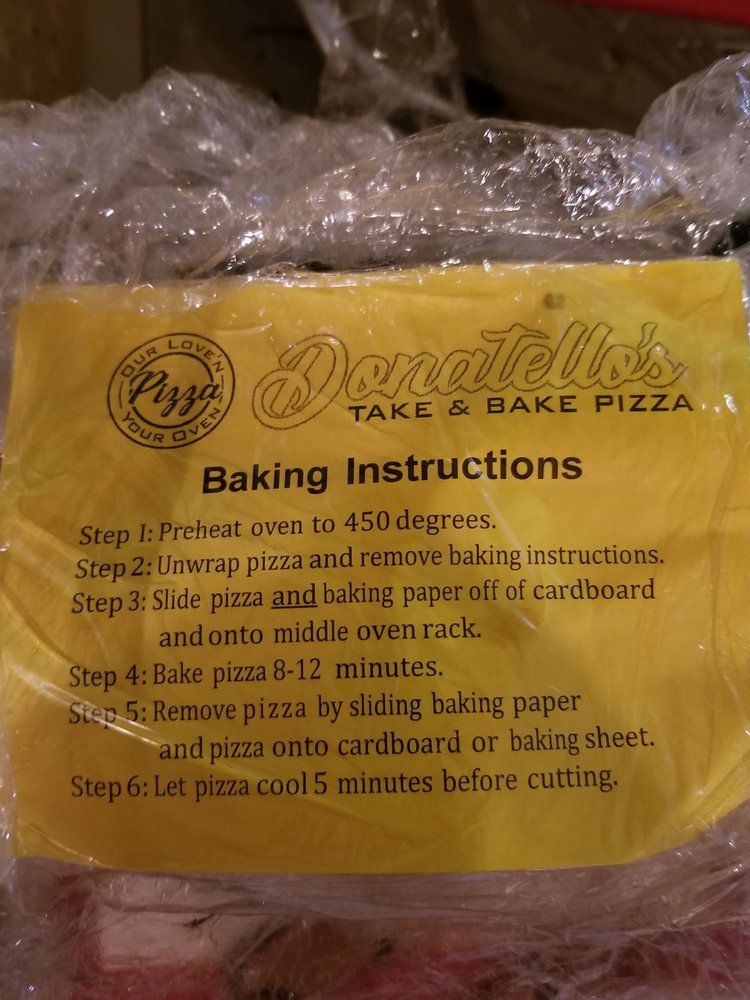 OUR LOVE'N
Pizza
YOUR OVEN
Donatello's
TAKE & BAKE PIZZA
Baking Instructions
Step 1: Preheat oven to 450 degrees.
Step 2: Unwrap pizza and remove baking instructions.
Step 3: Slide pizza and baking paper off of cardboard
and onto middle oven rack.
Step 4: Bake pizza 8-12 minutes.
Step 5: Remove pizza by sliding baking paper
and pizza onto cardboard or baking sheet.
Step 6: Let pizza cool 5 minutes before cutting.